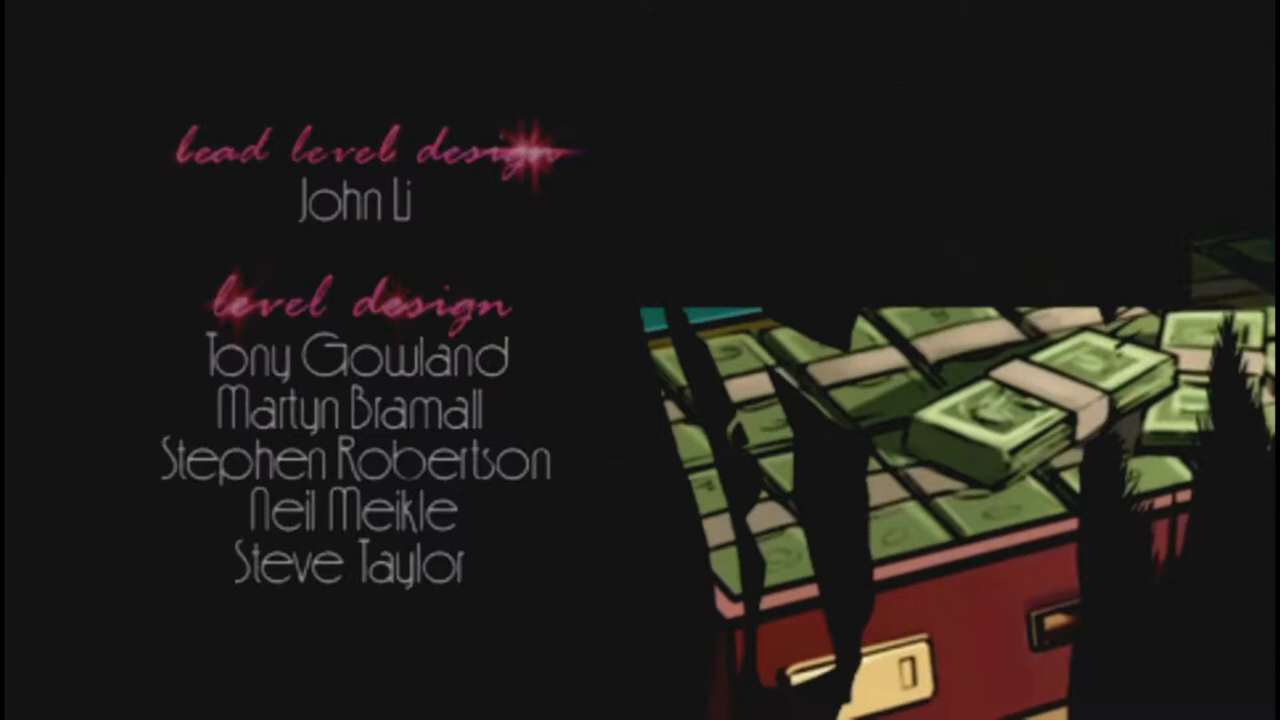 lead level design
John Li
level design
Tony Gowland
Martyn Bramall
Stephen Robertson
Neil Meikle
Steve Taylor